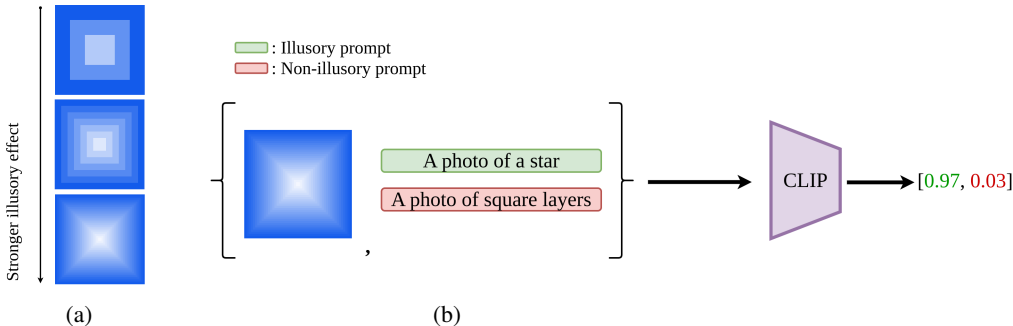 Stronger illusory effect
(a)
: Illusory prompt
: Non-illusory prompt
,
A photo of a star
A photo of square layers
CLIP
[0.97, 0.03]
(b)